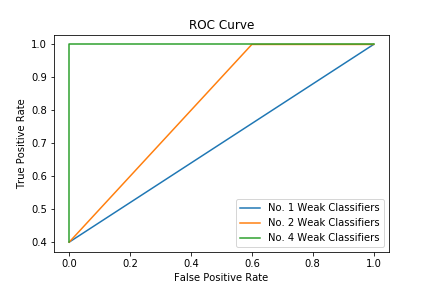 ROC Curve
True Positive Rate
1.0
0.9
0.8
0.7
0.6
0.5
0.4
No. 1 Weak Classifiers
No. 2 Weak Classifiers
No. 4 Weak Classifiers
0.0 0.2 0.4 0.6 0.8 1.0
False Positive Rate